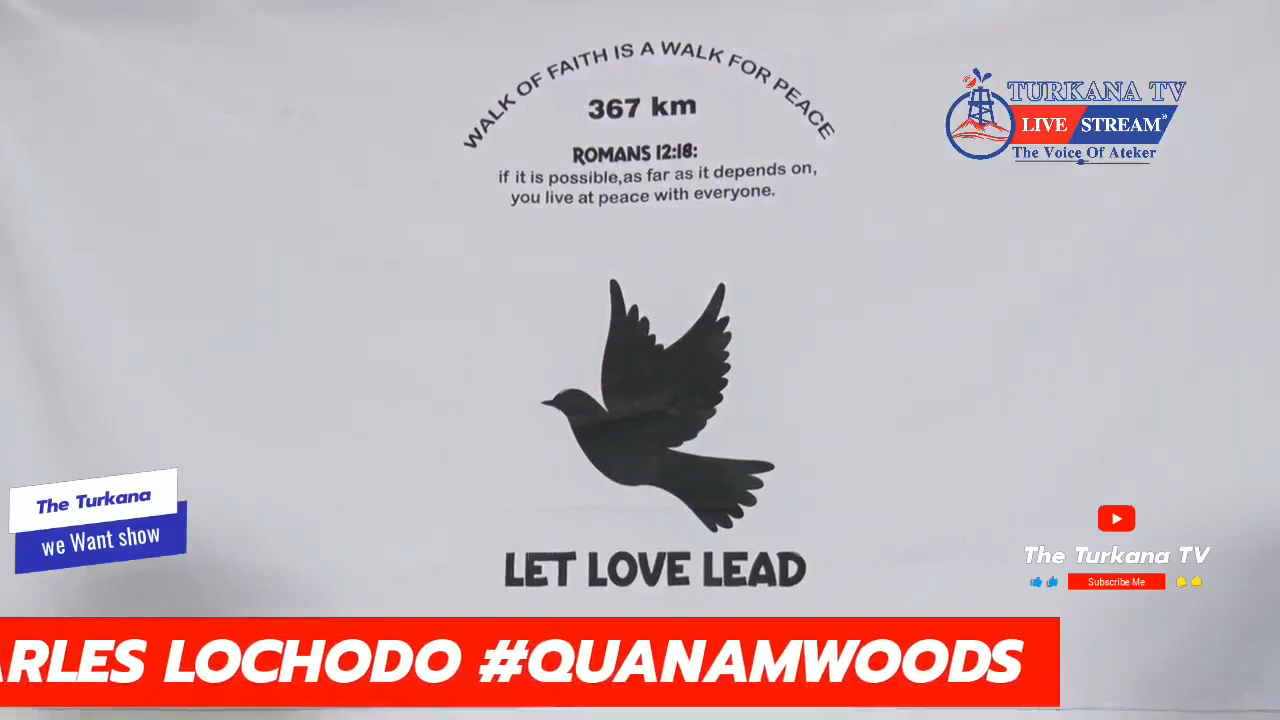 WALK OF FAITH IS A WALK FOR PEACE
367 km
ROMANS 12:18:
if it is possible,as far as it depends on,
you live at peace with everyone.
LET LOVE LEAD
TURKANA TV
LIVE STREAM®
The Voice Of Ateker
The Turkana
we Want show
The Turkana TV
Subscribe Me
ARLES LOCHODO #QUANAMWOODS